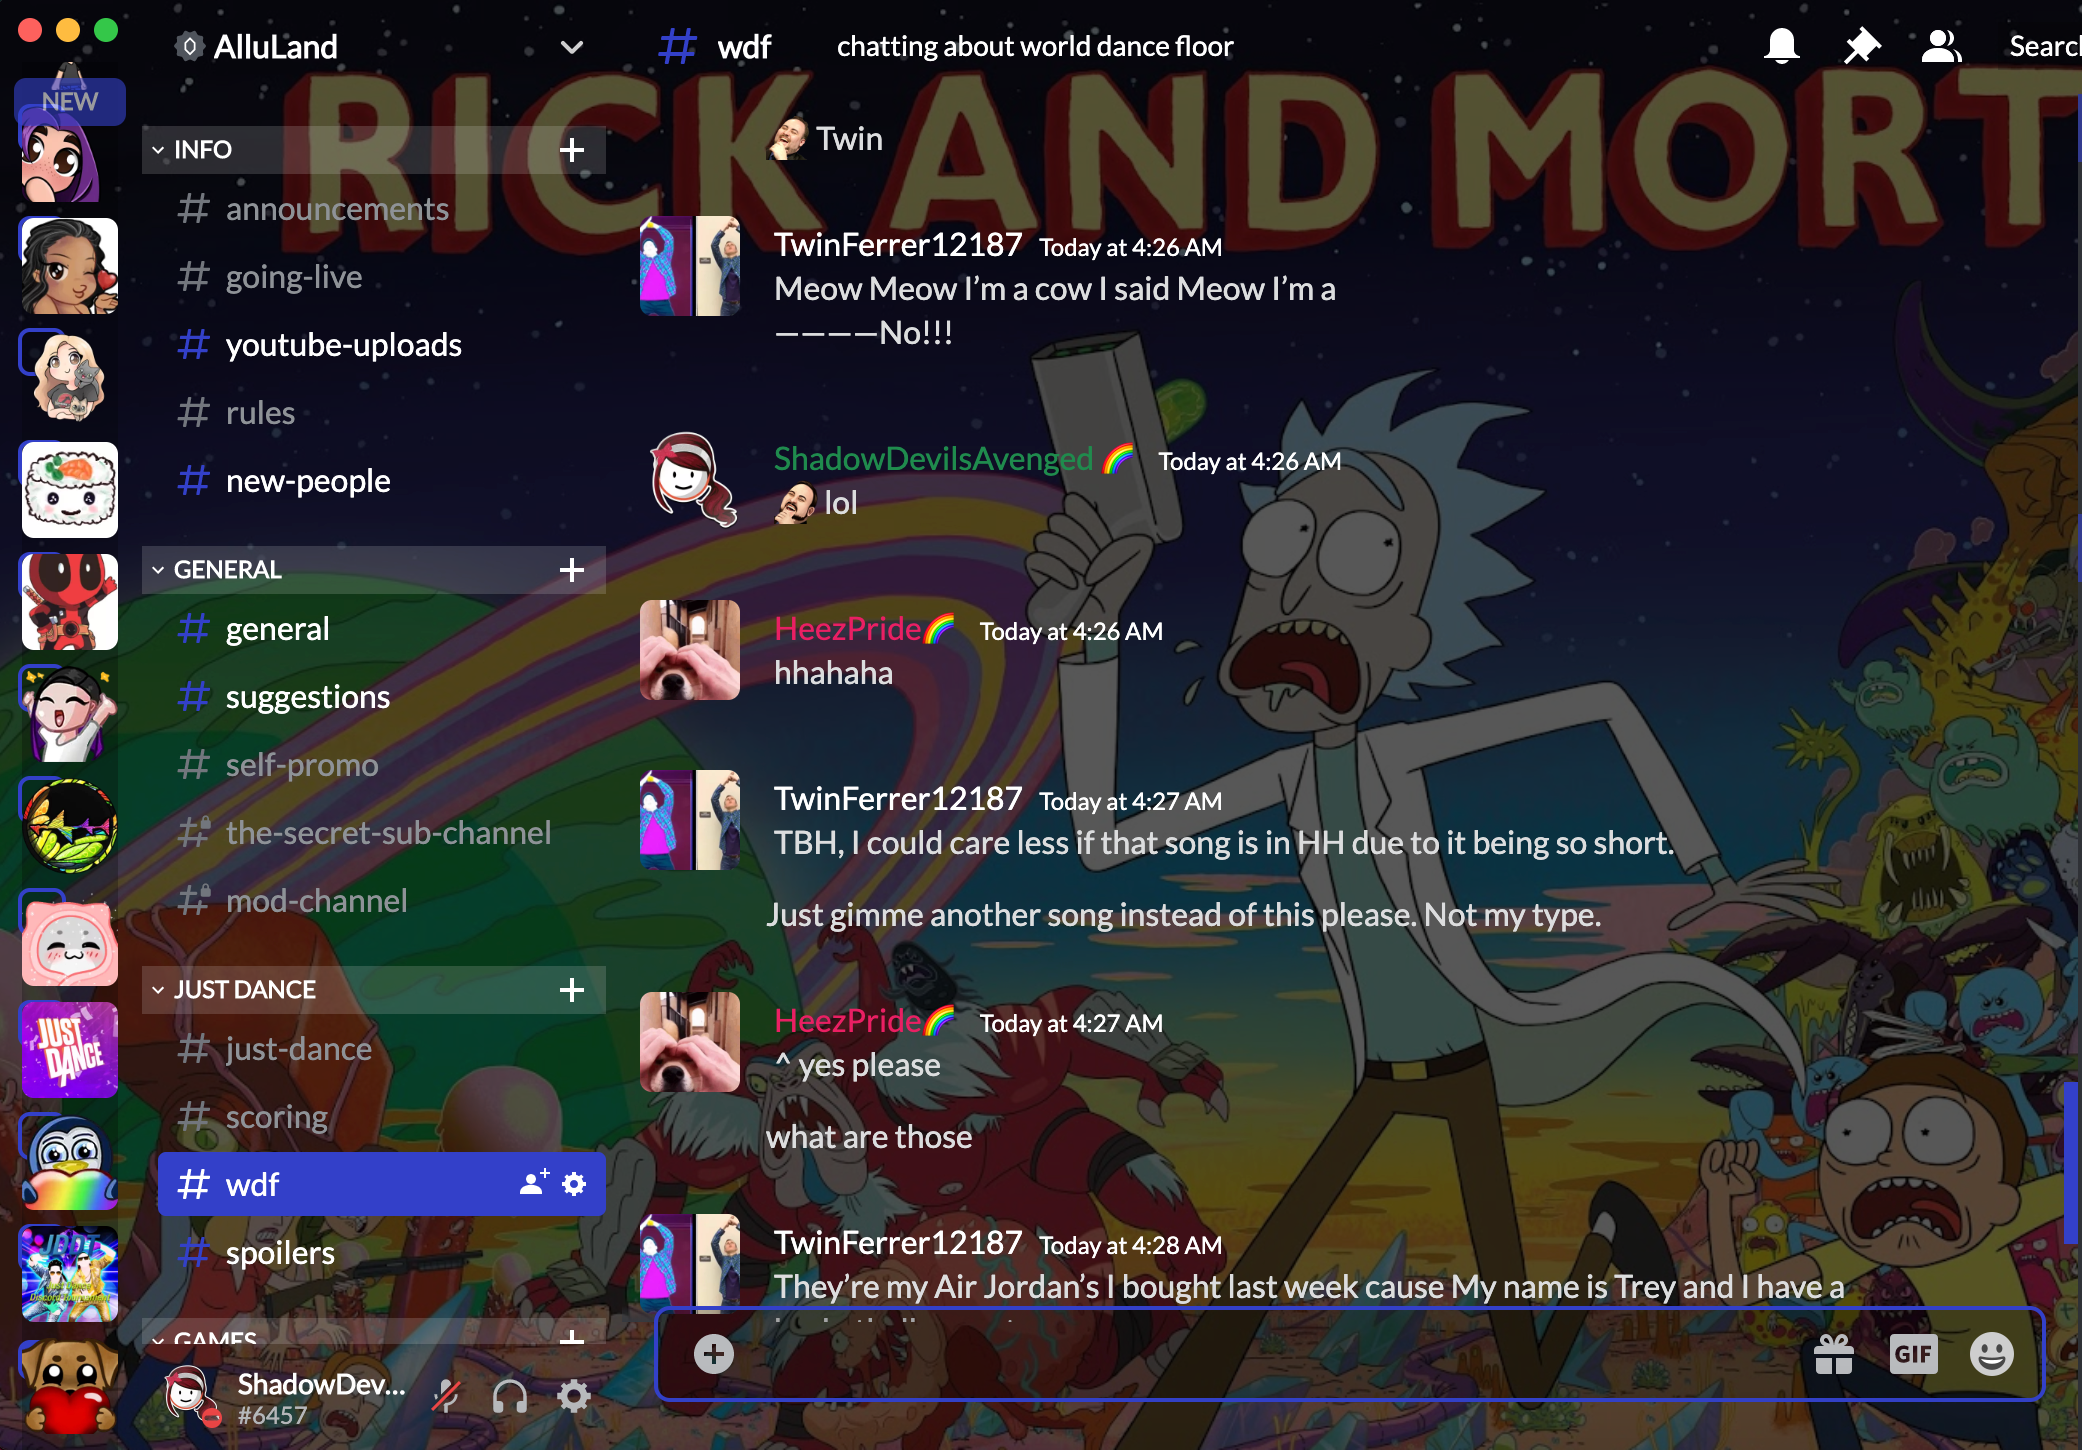 AlluLand
wdf
chatting about world dance floor
NEW
RICK AND MORT
INFO
announcements
going-live
youtube-uploads
rules
new-people
GENERAL
general
suggestions
self-promo
the-secret-sub-channel
mod-channel
JUST DANCE
just-dance
scoring
wdf
spoilers
GAMES
ShadowDev...
#6457
JUST
DANCE
Twin
TwinFerrer12187 Today at 4:26 AM
Meow Meow I’m a cow I said Meow I’m a
————No!!!
ShadowDevilsAvenged🌈 Today at 4:26 AM
lol
HeezPride🌈 Today at 4:26 AM
hhahaha
TwinFerrer12187 Today at 4:27 AM
TBH, I could care less if that song is in HH due to it being so short.
Just gimme another song instead of this please. Not my type.
HeezPride🌈 Today at 4:27 AM
^ yes please
what are those
TwinFerrer12187 Today at 4:28 AM
They’re my Air Jordan’s I bought last week cause My name is Trey and I have a
GIF